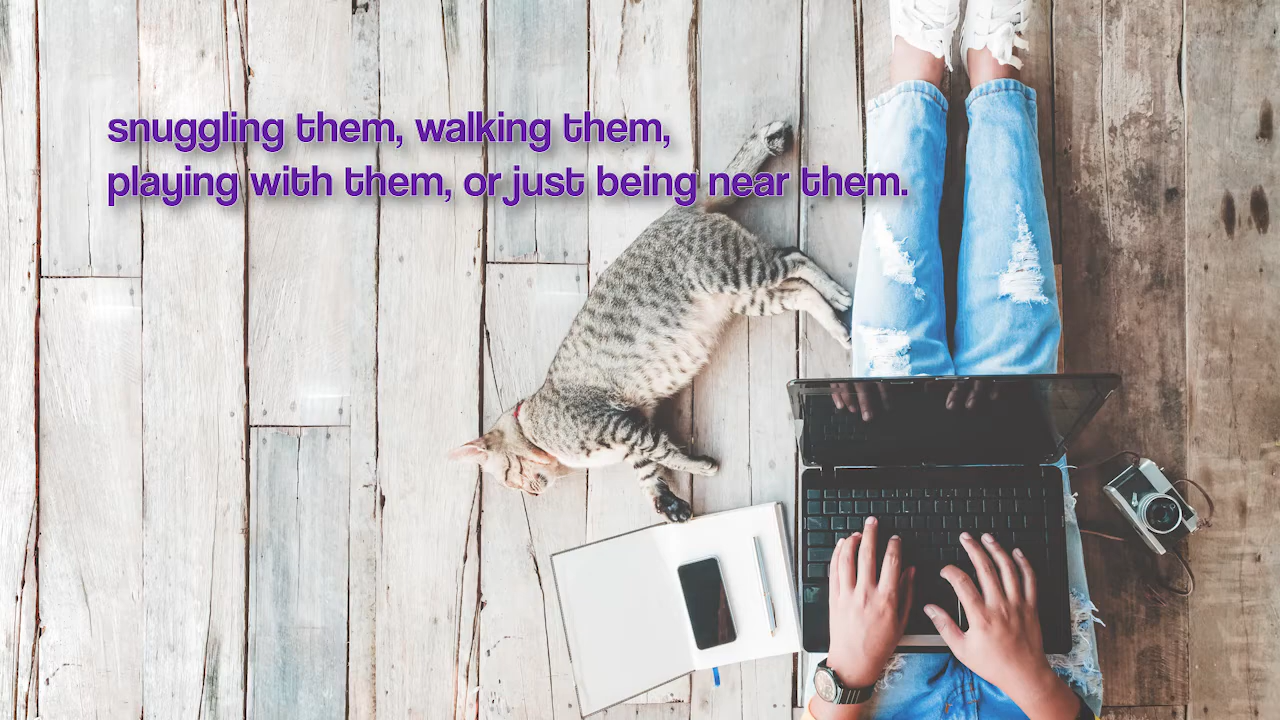 snuggling them, walking them,
playing with them, or just being near them.